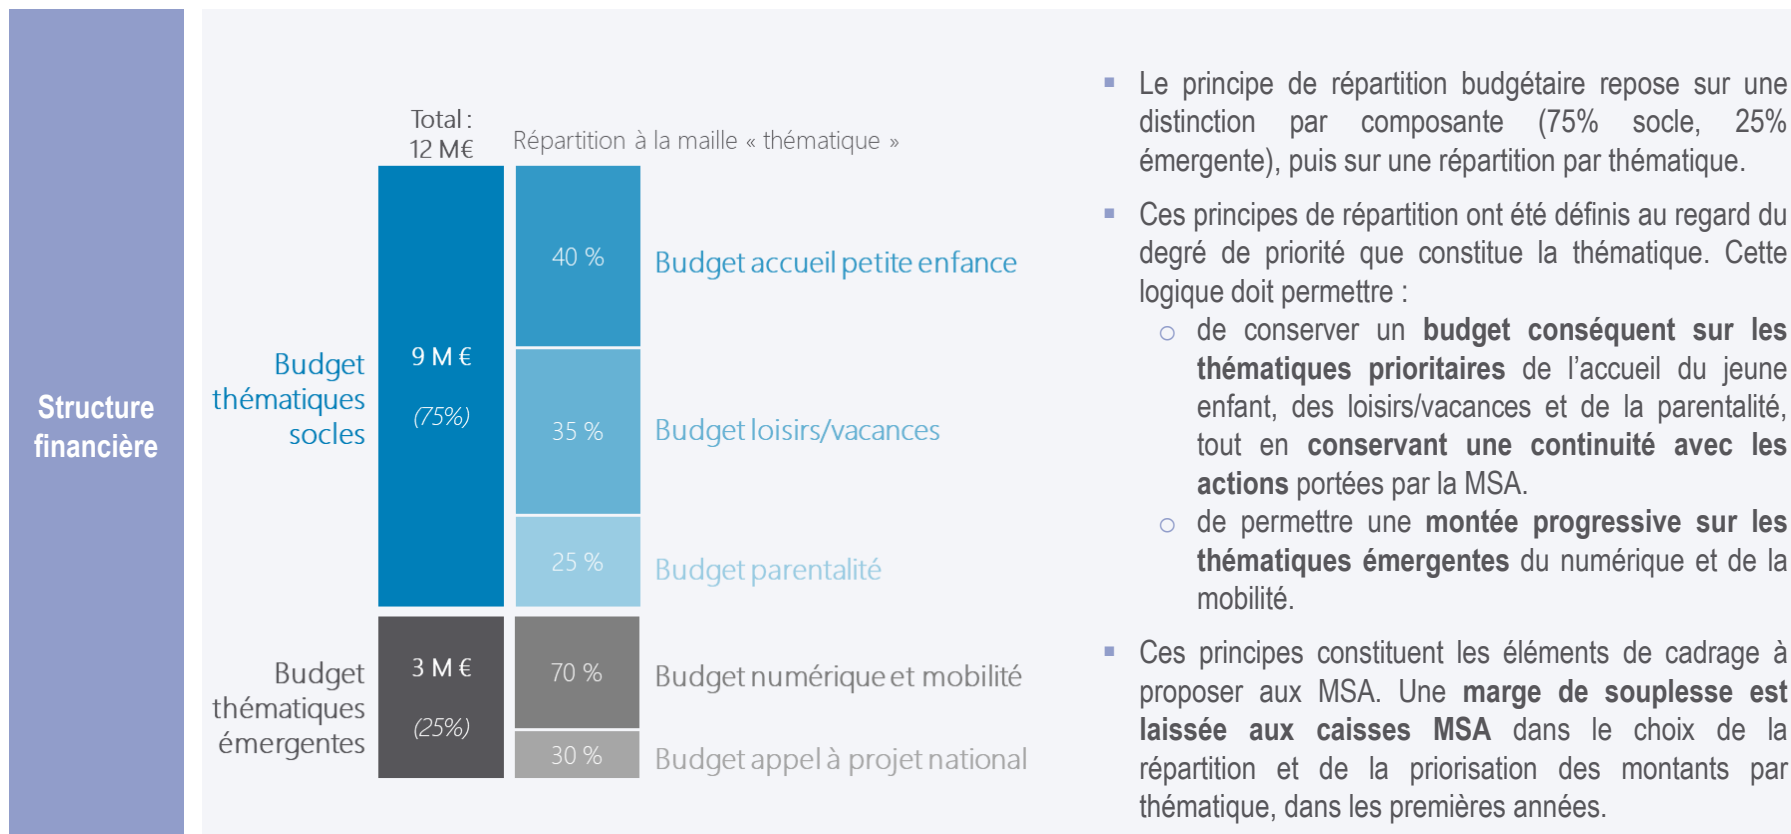 Structure
financière
Total :
12 M€
Répartition à la maille « thématique »
Budget
thématiques
socles
9 M €
(75%)
40 %
Budget accueil petite enfance
35 %
Budget loisirs/vacances
25 %
Budget parentalité
Budget
thématiques
émergentes
3 M €
(25%)
70 %
Budget numérique et mobilité
30 %
Budget appel à projet national
▪ Le principe de répartition budgétaire repose sur une
distinction par composante (75% socle, 25%
émergente), puis sur une répartition par thématique.
▪ Ces principes de répartition ont été définis au regard du
degré de priorité que constitue la thématique. Cette
logique doit permettre :
o de conserver un budget conséquent sur les
thématiques prioritaires de l’accueil du jeune
enfant, des loisirs/vacances et de la parentalité,
tout en conservant une continuité avec les
actions portées par la MSA.
o de permettre une montée progressive sur les
thématiques émergentes du numérique et de la
mobilité.
▪ Ces principes constituent les éléments de cadrage à
proposer aux MSA. Une marge de souplesse est
laissée aux caisses MSA dans le choix de la
répartition et de la priorisation des montants par
thématique, dans les premières années.